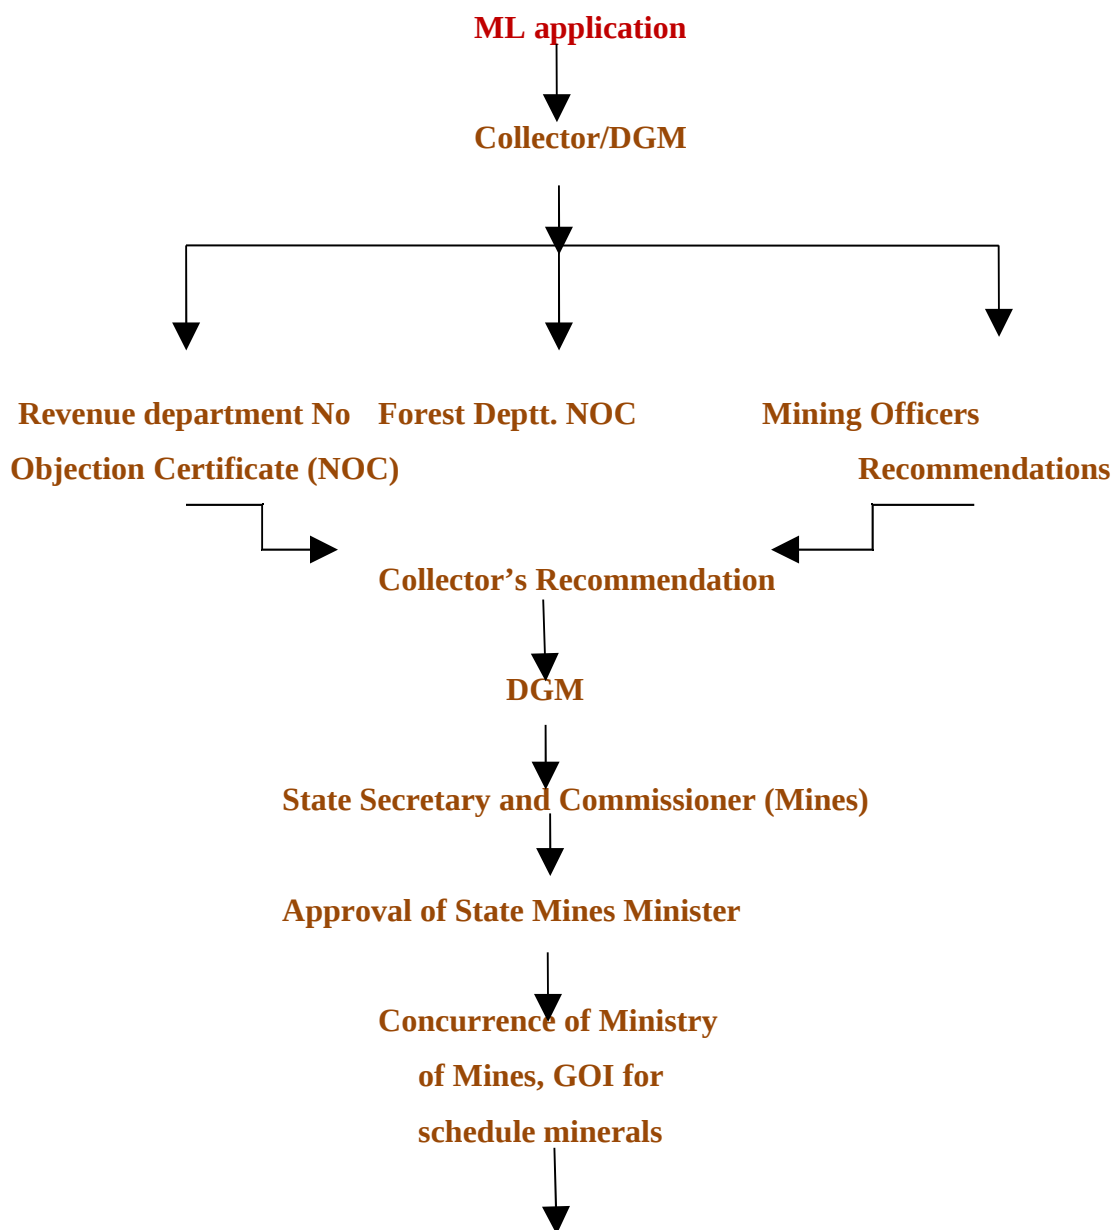 ML application
Collector/DGM
Revenue department No
Objection Certificate (NOC)
Forest Deptt. NOC
Mining Officers
Recommendations
Collector’s Recommendation
DGM
State Secretary and Commissioner (Mines)
Approval of State Mines Minister
Concurrence of Ministry
of Mines, GOI for
schedule minerals